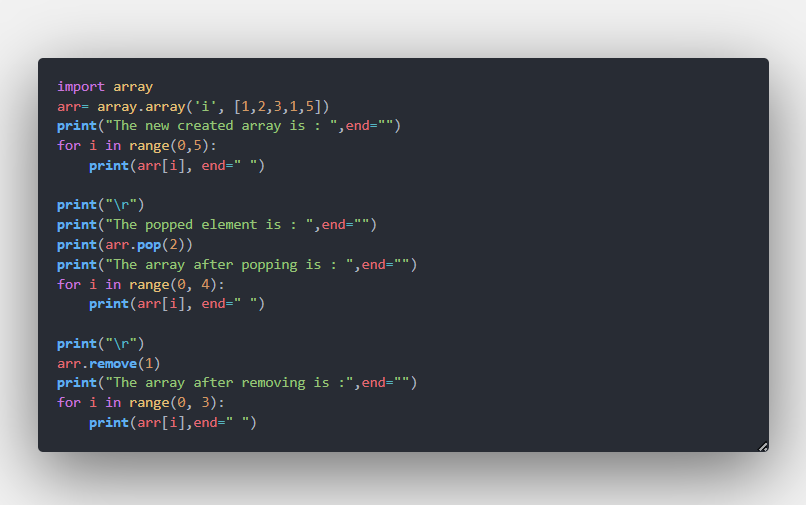 import array
arr= array.array('i', [1,2,3,1,5])
print("The new created array is : ",end="")
for i in range(0,5):
    print(arr[i], end=" ")

print("\r")
print("The popped element is : ",end="")
print(arr.pop(2))
print("The array after popping is : ",end="")
for i in range(0, 4):
    print(arr[i], end=" ")

print("\r")
arr.remove(1)
print("The array after removing is :",end="")
for i in range(0, 3):
    print(arr[i],end=" ")